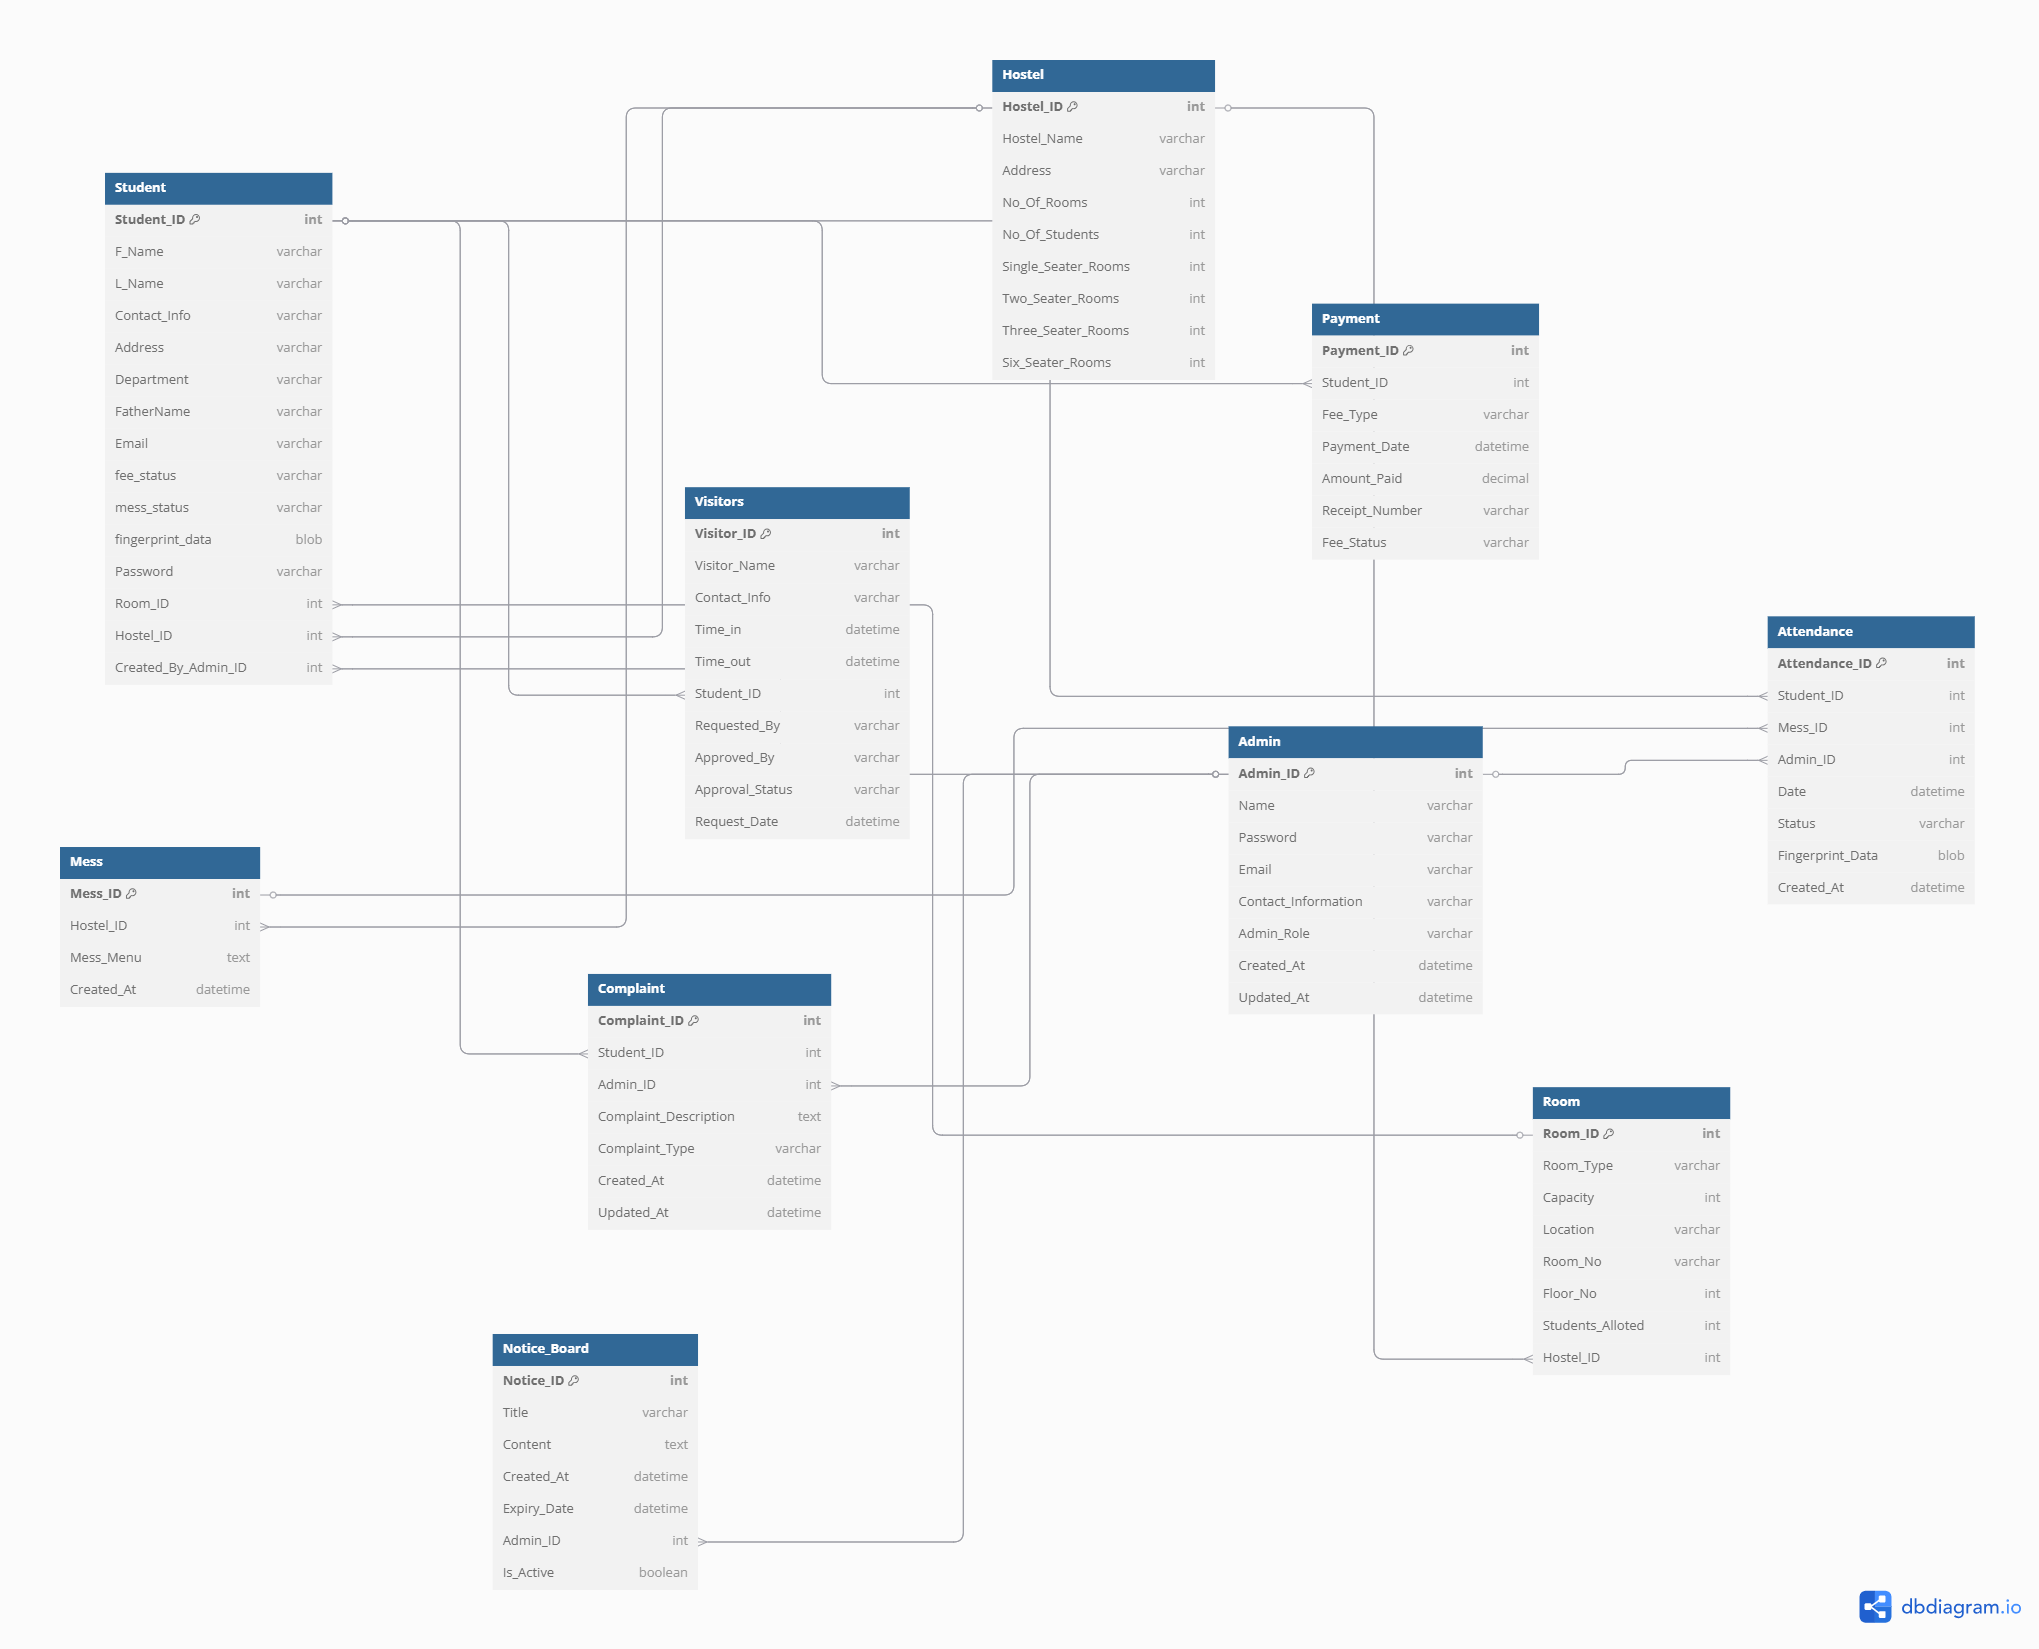 Hostel
Hostel_ID int
Hostel_Name varchar
Address varchar
No_Of_Rooms int
No_Of_Students int
Single_Seater_Rooms int
Two_Seater_Rooms int
Three_Seater_Rooms int
Six_Seater_Rooms int
Student
Student_ID int
F_Name varchar
L_Name varchar
Contact_Info varchar
Address varchar
Department varchar
FatherName varchar
Email varchar
fee_status varchar
mess_status varchar
fingerprint_data blob
Password varchar
Room_ID int
Hostel_ID int
Created_By_Admin_ID int
Payment
Payment_ID int
Student_ID int
Fee_Type varchar
Payment_Date datetime
Amount_Paid decimal
Receipt_Number varchar
Fee_Status varchar
Visitors
Visitor_ID int
Visitor_Name varchar
Contact_Info varchar
Time_in datetime
Time_out datetime
Student_ID int
Requested_By varchar
Approved_By varchar
Approval_Status varchar
Request_Date datetime
Attendance
Attendance_ID int
Student_ID int
Mess_ID int
Admin_ID int
Date datetime
Status varchar
Fingerprint_Data blob
Created_At datetime
Admin
Admin_ID int
Name varchar
Password varchar
Email varchar
Contact_Information varchar
Admin_Role varchar
Created_At datetime
Updated_At datetime
Mess
Mess_ID int
Hostel_ID int
Mess_Menu text
Created_At datetime
Complaint
Complaint_ID int
Student_ID int
Admin_ID int
Complaint_Description text
Complaint_Type varchar
Created_At datetime
Updated_At datetime
Room
Room_ID int
Room_Type varchar
Capacity int
Location varchar
Room_No varchar
Floor_No int
Students_Alloted int
Hostel_ID int
Notice_Board
Notice_ID int
Title varchar
Content text
Created_At datetime
Expiry_Date datetime
Admin_ID int
Is_Active boolean
dbdiagram.io